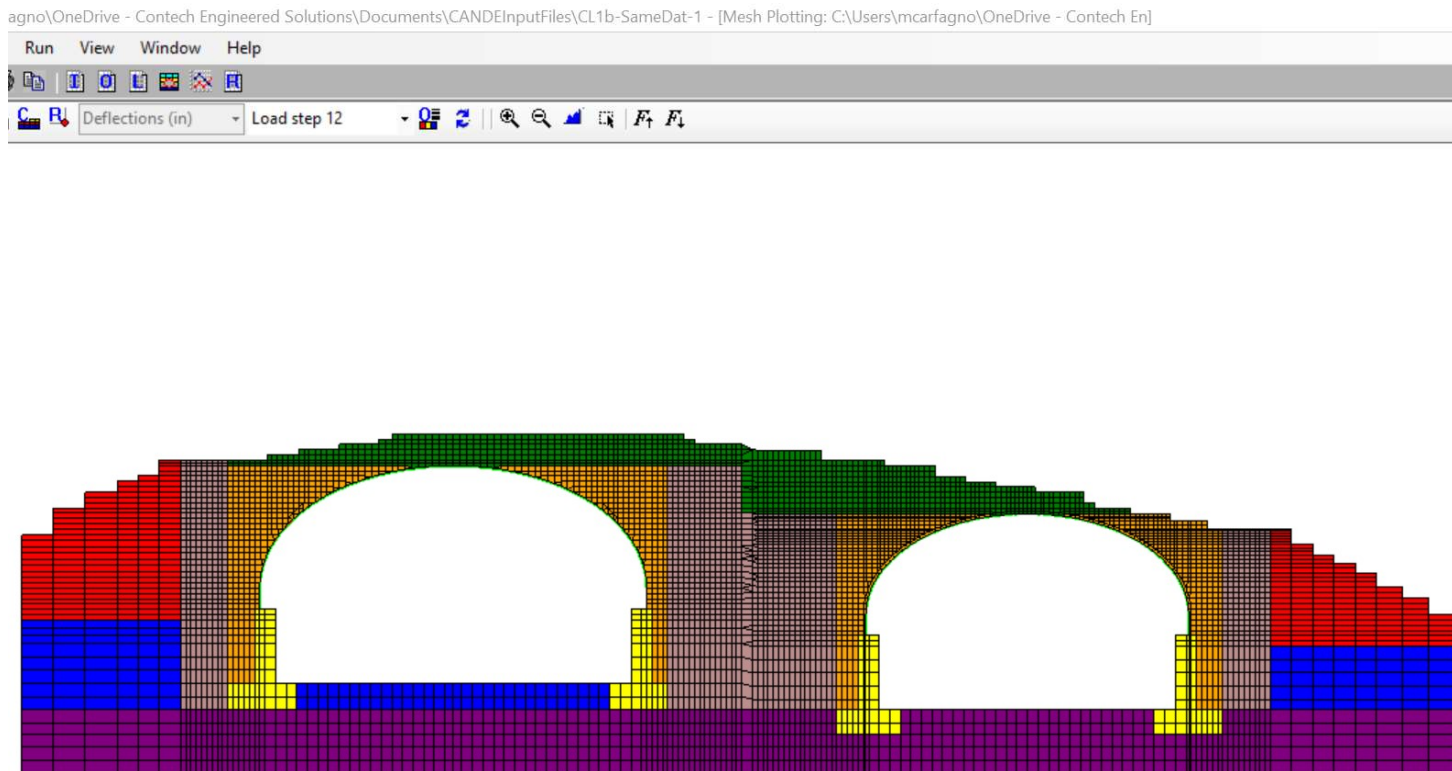 agno\OneDrive - Contech Engineered Solutions\Documents\CANDEInputFiles\CL1b-SameDat-1 - [Mesh Plotting: C:\Users\mcarfagno\OneDrive - Contech En]
Run View Window Help
I O L R
C R Deflections (in) Load step 12 O F↑ F↓